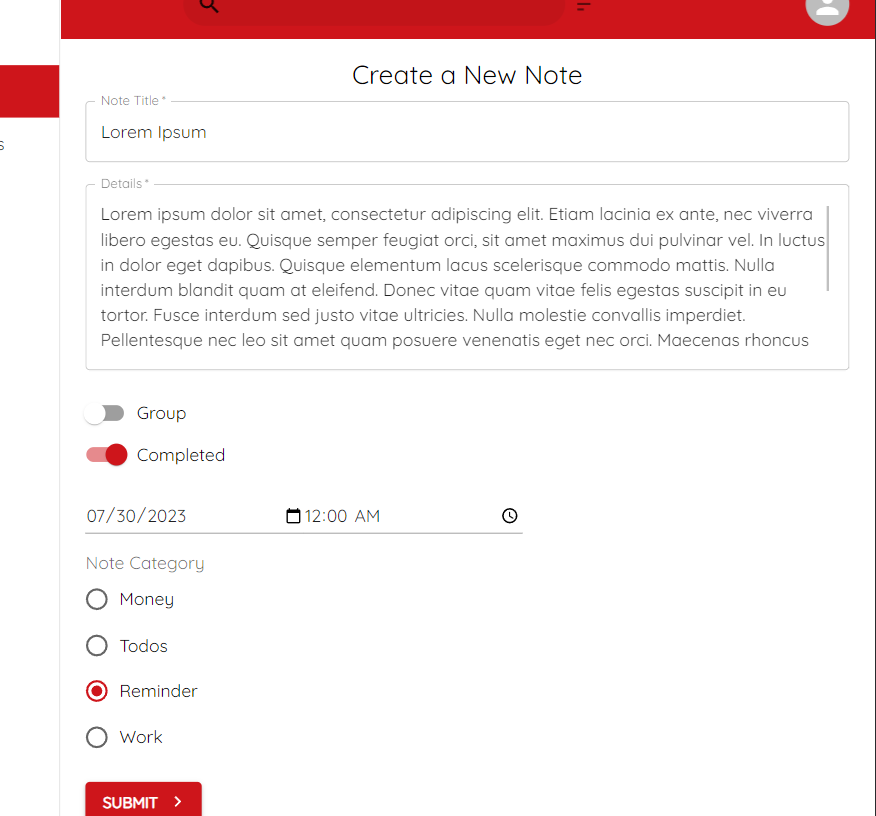 Create a New Note
Note Title *
Lorem Ipsum
s
Details *
Lorem ipsum dolor sit amet, consectetur adipiscing elit. Etiam lacinia ex ante, nec viverra
libero egestas eu. Quisque semper feugiat orci, sit amet maximus dui pulvinar vel. In luctus
in dolor eget dapibus. Quisque elementum lacus scelerisque commodo mattis. Nulla
interdum blandit quam at eleifend. Donec vitae quam vitae felis egestas suscipit in eu
tortor. Fusce interdum sed justo vitae ultricies. Nulla molestie convallis imperdiet.
Pellentesque nec leo sit amet quam posuere venenatis eget nec orci. Maecenas rhoncus
Group
Completed
07/30/2023 12:00 AM
Note Category
Money
Todos
Reminder
Work
SUBMIT